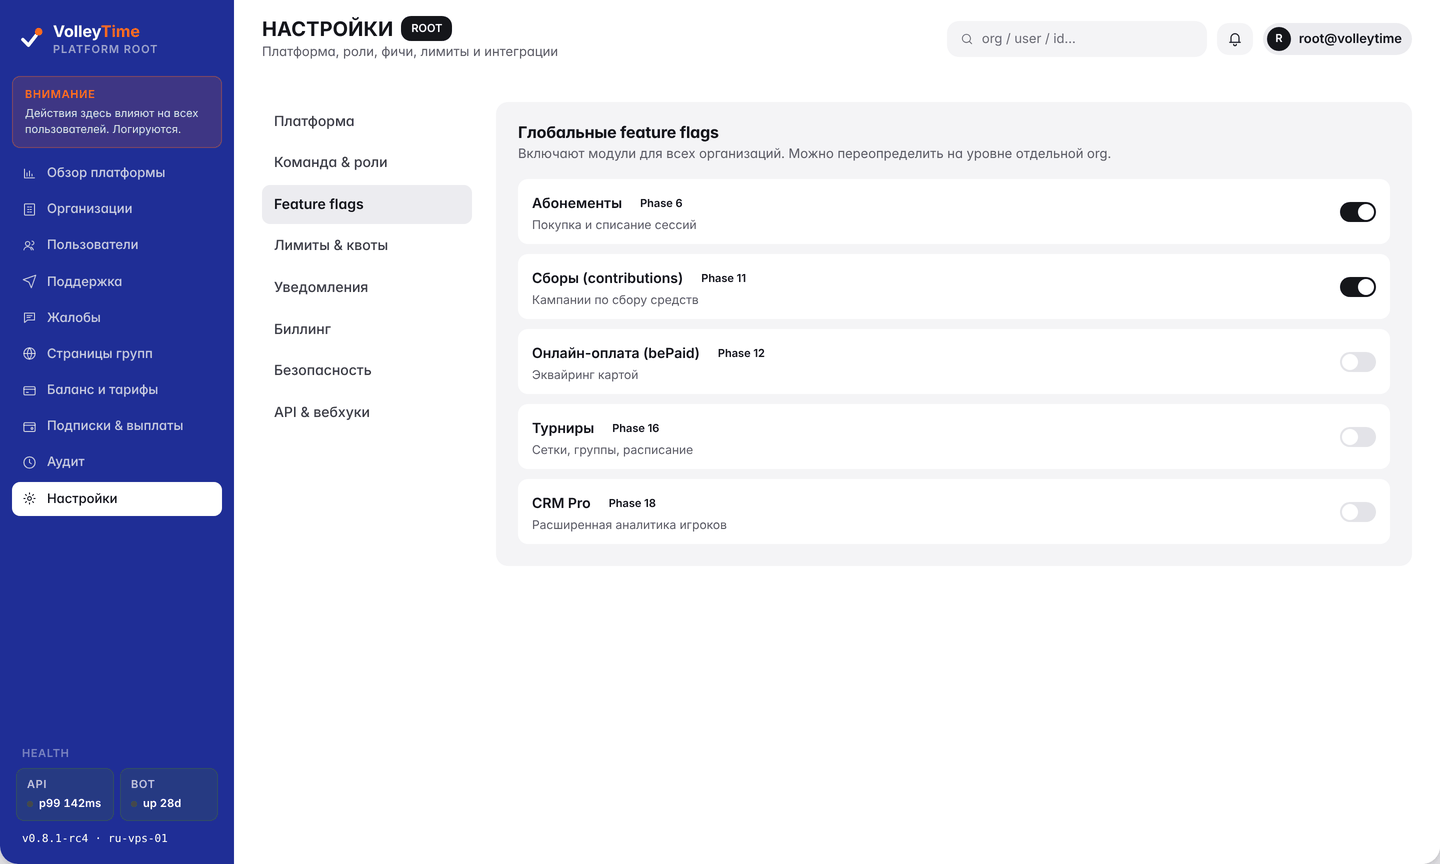 VolleyTime
PLATFORM ROOT
ВНИМАНИЕ
Действия здесь влияют на всех
пользователей. Логируются.
Обзор платформы
Организации
Пользователи
Поддержка
Жалобы
Страницы групп
Баланс и тарифы
Подписки & выплаты
Аудит
Настройки
HEALTH
API
p99 142ms
BOT
up 28d
v0.8.1-rc4 · ru-vps-01
НАСТРОЙКИ ROOT
Платформа, роли, фичи, лимиты и интеграции
org / user / id...
R root@volleytime
Платформа
Команда & роли
Feature flags
Лимиты & квоты
Уведомления
Биллинг
Безопасность
API & вебхуки
Глобальные feature flags
Включают модули для всех организаций. Можно переопределить на уровне отдельной org.
Абонементы Phase 6
Покупка и списание сессий
Сборы (contributions) Phase 11
Кампании по сбору средств
Онлайн-оплата (bePaid) Phase 12
Эквайринг картой
Турниры Phase 16
Сетки, группы, расписание
CRM Pro Phase 18
Расширенная аналитика игроков